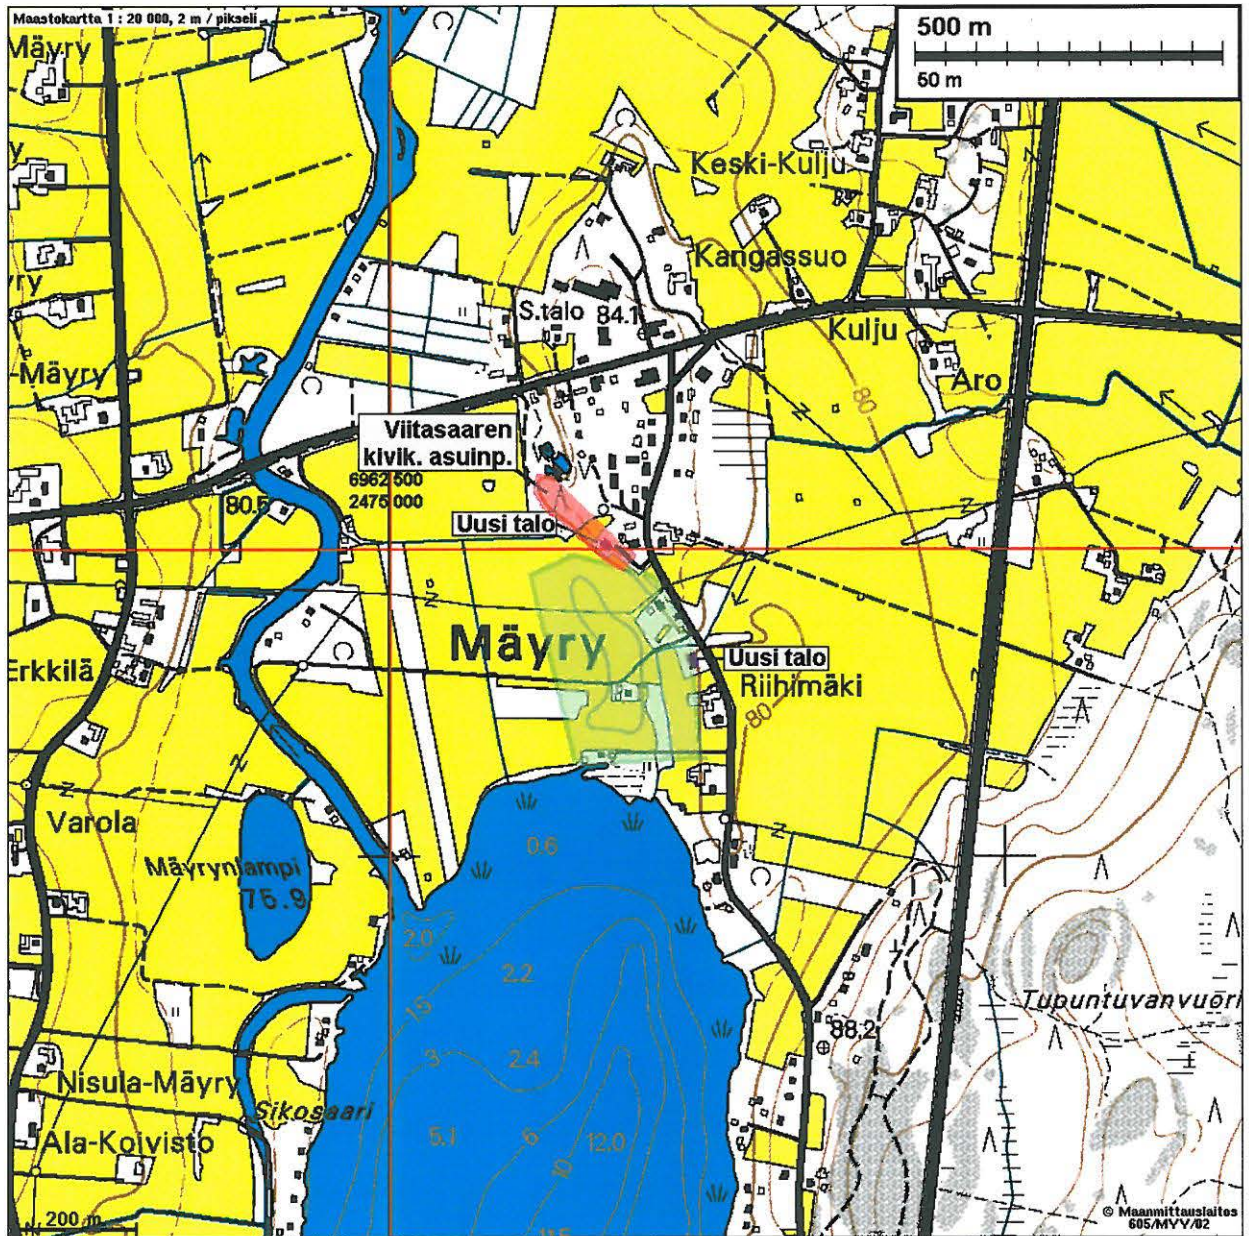 Maastokartta 1 : 20 000, 2 m / pikseli
500 m
50 m
Mäyry
Keski-Kulju
Kangassuo
S.talo 84.1
Kulju
-Mäyry
Aro
80
Viitasaaren
kivik. asuinp.
6962 500
2475 000
80.5
Uusi talo
Mäyry
Uusi talo
Erkkilä
Riihimäki
80
Varola
Mäyrynlampi
75.9
0.6
2.0
2.2
1.5
Tupuntuvanvuori
88.2
3
2.4
Nisula-Mäyry
Sikosaari
5.1
6
12.0
Ala-Koivisto
10
200 m
© Maanmittauslaitos
605/MYY/02